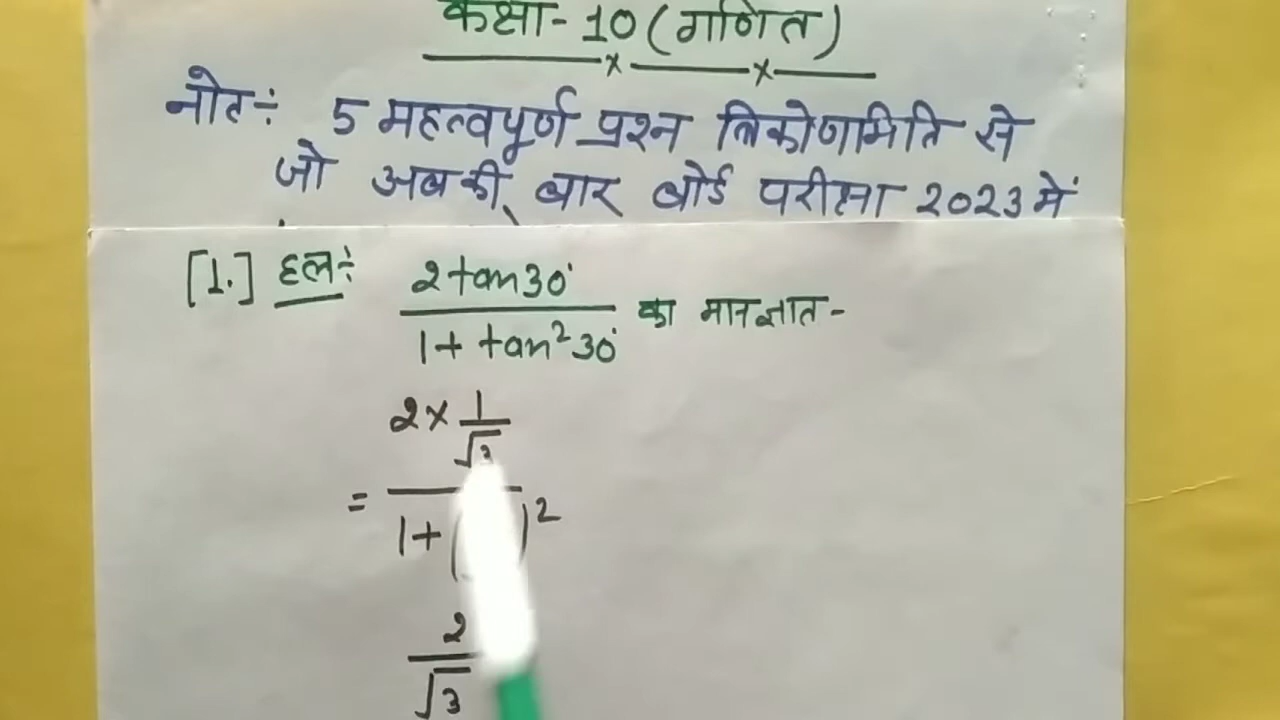 कक्षा- 10 (गणित)
नोटः 5 महत्वपूर्ण प्रश्न त्रिकोणामिति से
जो अबकी बार बोर्ड परीक्षा 2023 में
[1.] हलः 2 tan30° / 1 + tan²30° का मान ज्ञात -
= 2 × 1/√3
1 + ( )²
2
√3